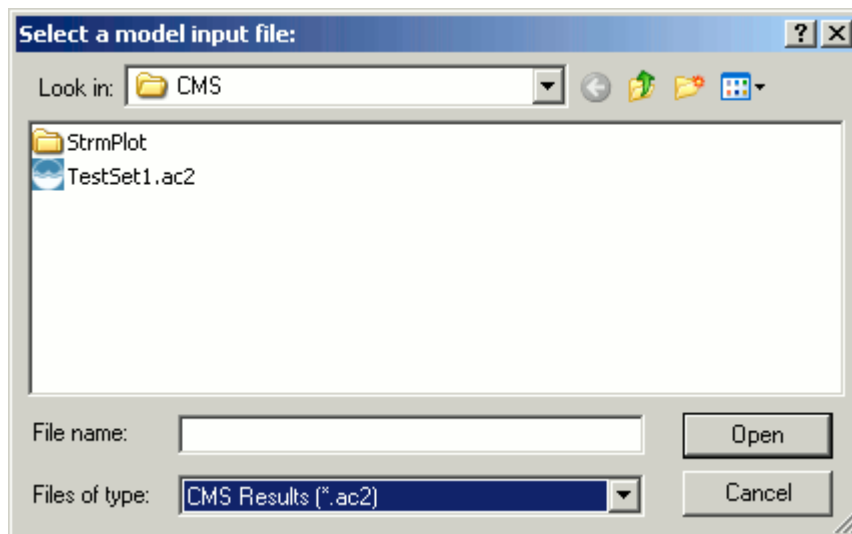 Select a model input file:
Look in: CMS
StrmPlot
TestSet1.ac2
File name: Open
Files of type: CMS Results (*.ac2) Cancel